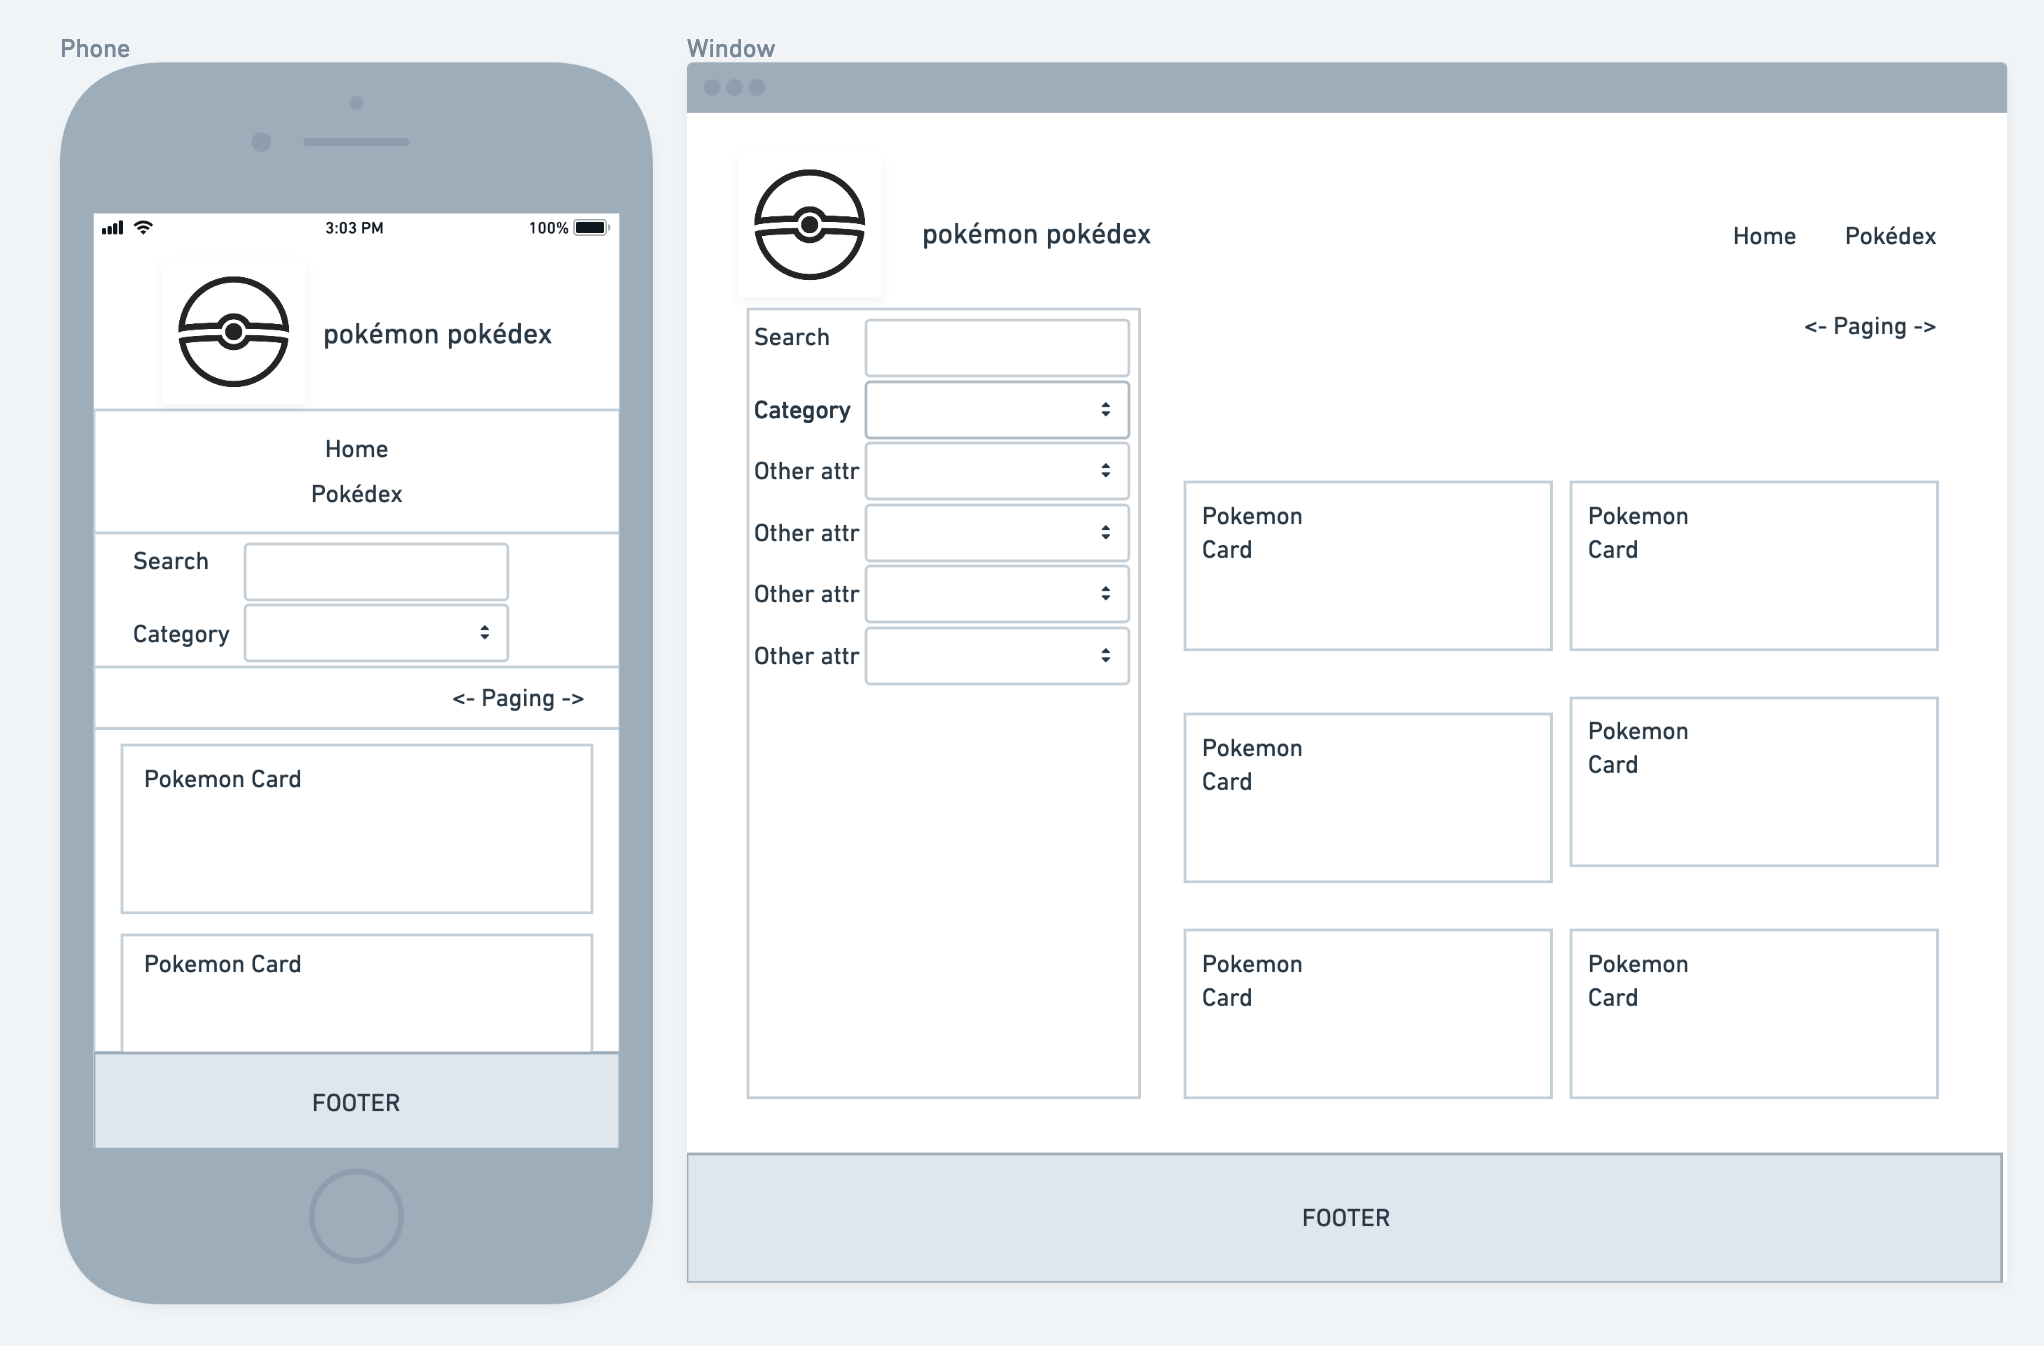 Phone
3:03 PM
100%
pokémon pokédex
Home
Pokédex
Search
Category
<- Paging ->
Pokemon Card
Pokemon Card
FOOTER
Window
pokémon pokédex
Home
Pokédex
<- Paging ->
Search
Category
Other attr
Other attr
Other attr
Other attr
Pokemon
Card
Pokemon
Card
Pokemon
Card
Pokemon
Card
Pokemon
Card
Pokemon
Card
FOOTER